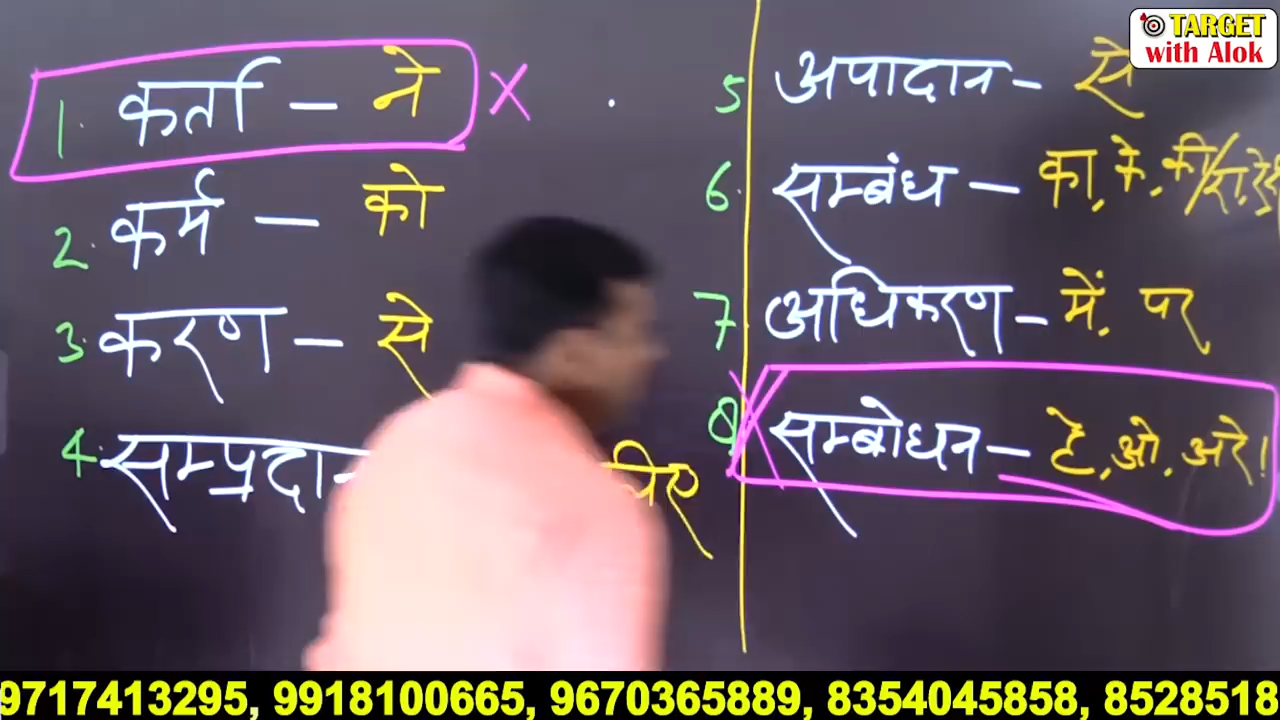 TARGET
with Alok
1. कर्ता – ने X
2. कर्म – को
3. करण – से
4. सम्प्रदा
5 अपादान – से
6. सम्बंध – का, के, की/रा, रे,
7 अधिकरण – में, पर
8 सम्बोधन – हे, ओ, अरे!
9717413295, 9918100665, 9670365889, 8354045858, 8528518